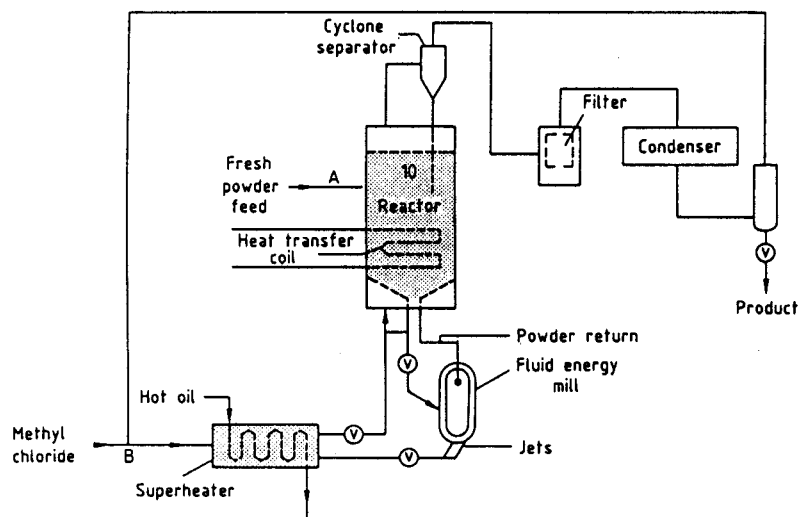 Cyclone
separator
Filter
Condenser
Fresh
powder
feed
A
10
Reactor
Heat transfer
coil
V
Product
Powder return
V
Fluid energy
mill
Hot oil
V
Methyl
chloride
B
V
Jets
Superheater